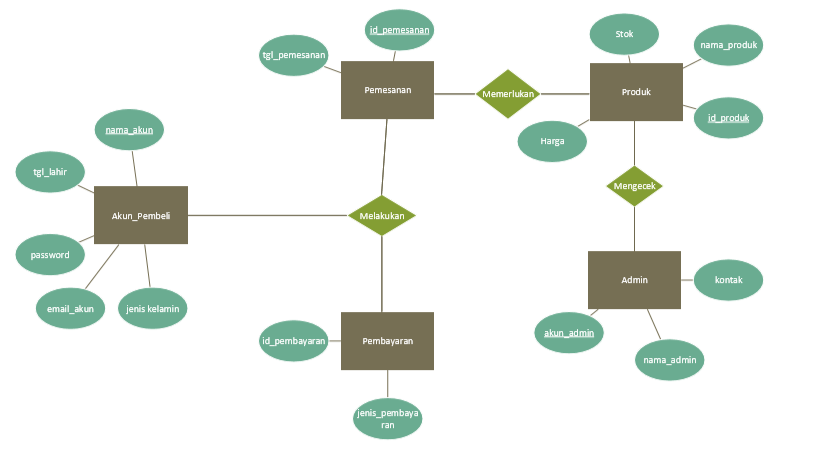 id_pemesanan
tgl_pemesanan
Pemesanan
Memerlukan
Stok
nama_produk
Produk
id_produk
Harga
Mengecek
nama_akun
tgl_lahir
Akun_Pembeli
password
email_akun
jenis kelamin
Melakukan
Admin
kontak
akun_admin
nama_admin
id_pembayaran
Pembayaran
jenis_pembaya
ran